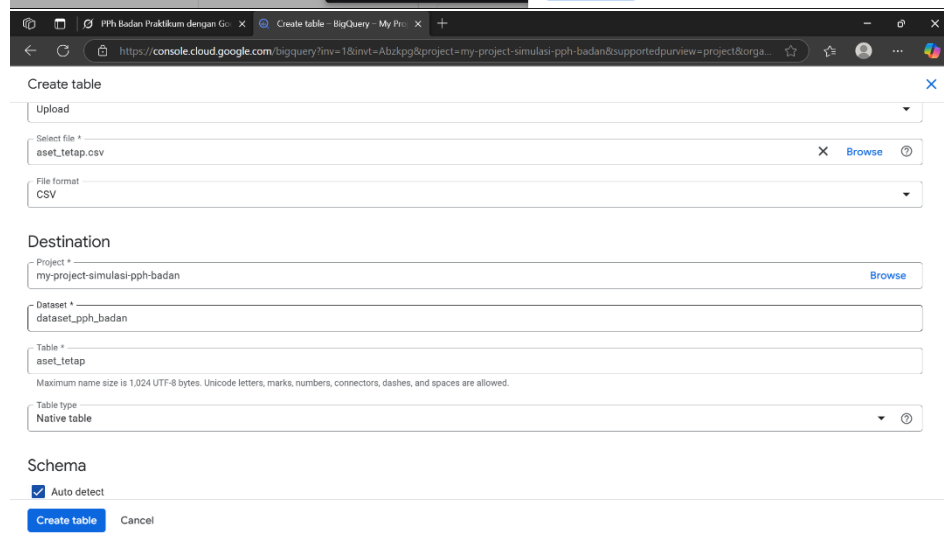 PPh Badan Praktikum dengan Go
Create table – BigQuery – My Pro
https://console.cloud.google.com/bigquery?inv=1&invt=Abzkpg&project=my-project-simulasi-pph-badan&supportedpurview=project&orga...
Create table
Upload
Select file *
aset_tetap.csv
Browse
File format
CSV
Destination
Project *
my-project-simulasi-pph-badan
Browse
Dataset *
dataset_pph_badan
Table *
aset_tetap
Maximum name size is 1,024 UTF-8 bytes. Unicode letters, marks, numbers, connectors, dashes, and spaces are allowed.
Table type
Native table
Schema
Auto detect
Create table Cancel